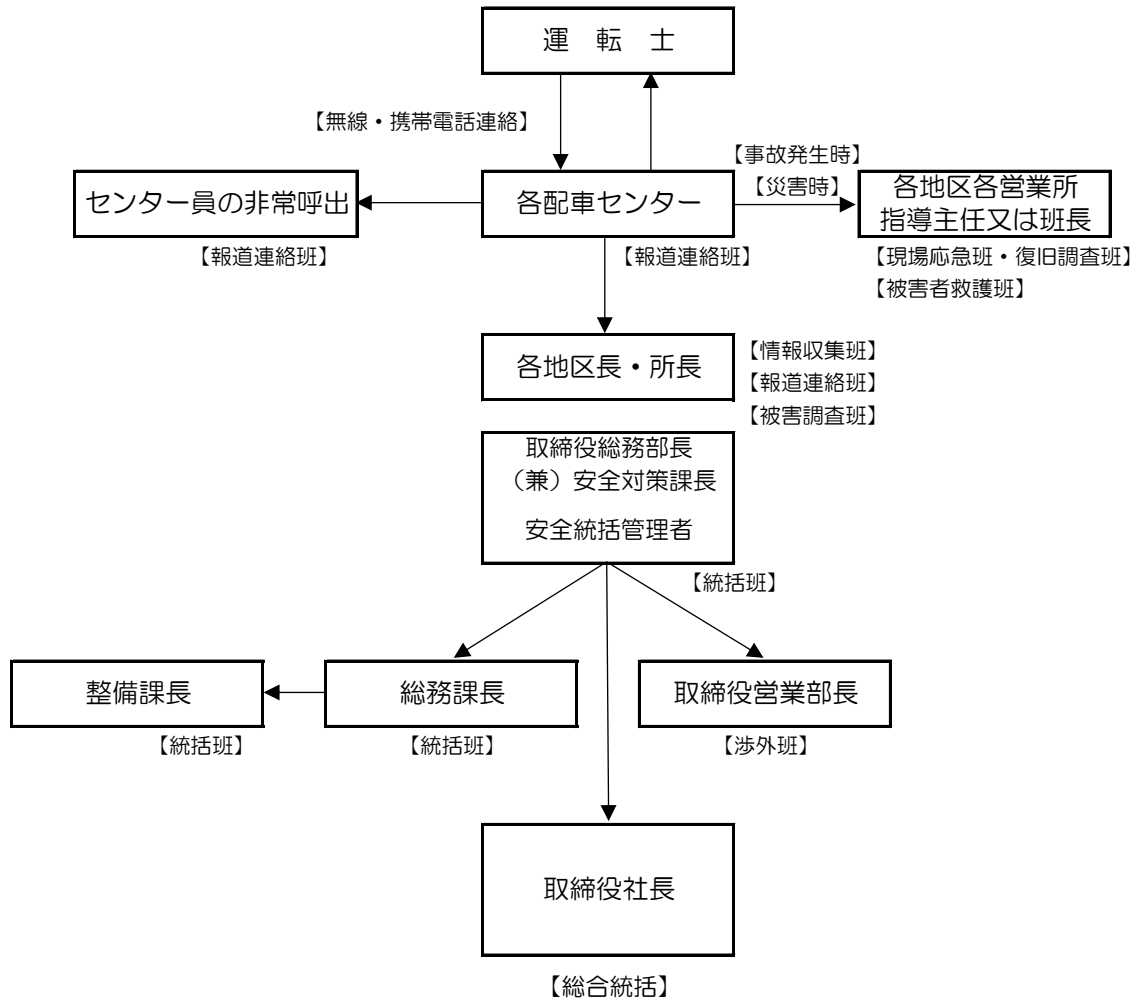 運　転　士
【無線・携帯電話連絡】
【事故発生時】
【災害時】
センター員の非常呼出
各配車センター
各地区各営業所
指導主任又は班長
【報道連絡班】
【報道連絡班】
【現場応急班・復旧調査班】
【被害者救護班】
各地区長・所長
【情報収集班】
【報道連絡班】
【被害調査班】
取締役総務部長
（兼）安全対策課長
安全統括管理者
【統括班】
整備課長
総務課長
取締役営業部長
【統括班】
【統括班】
【渉外班】
取締役社長
【総合統括】